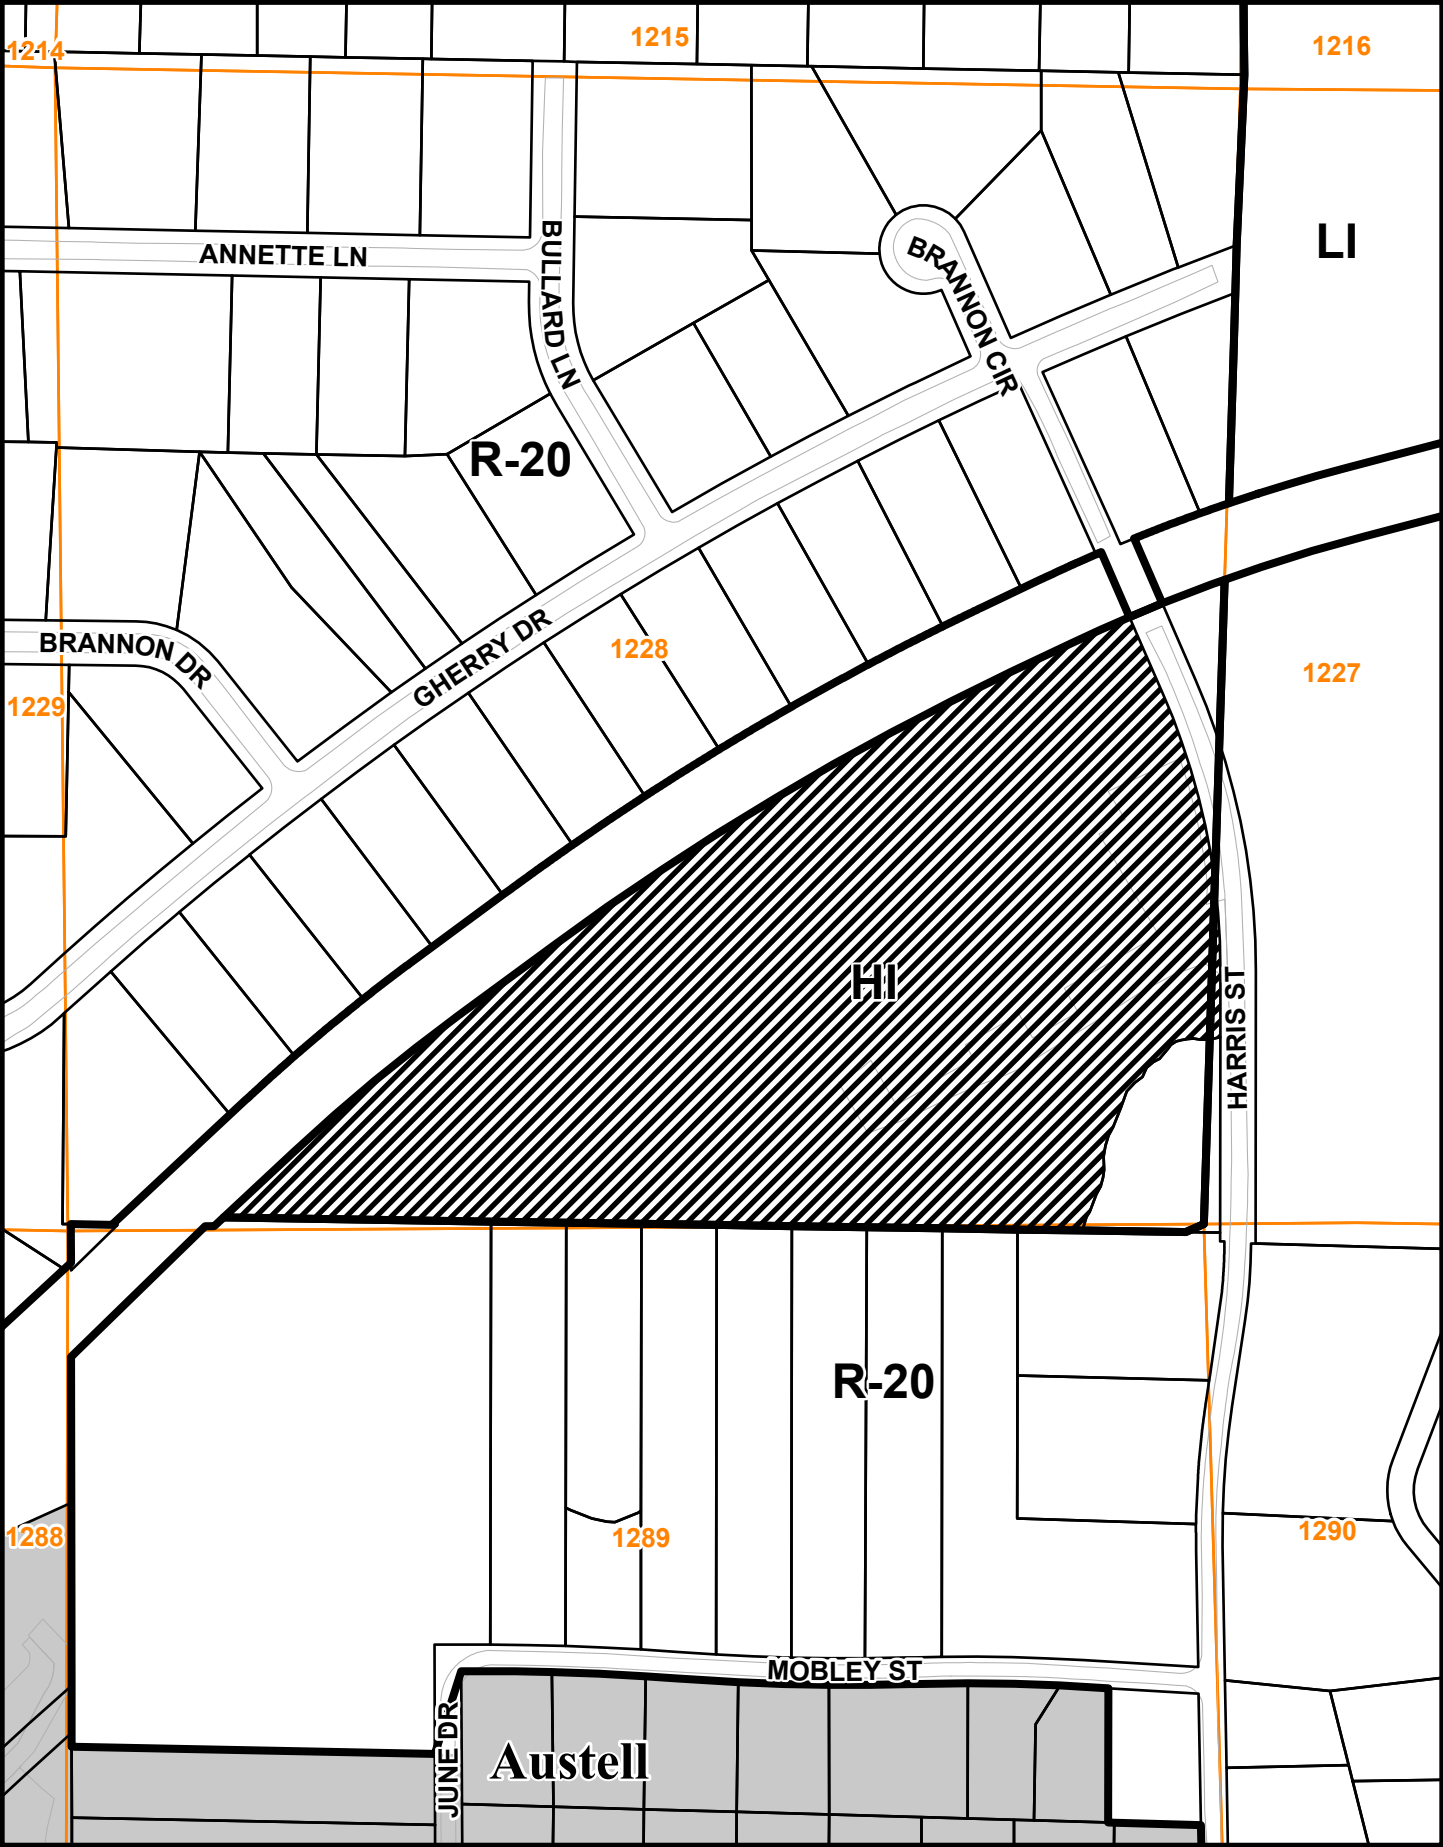 1214
1215
1216
LI
ANNETTE LN
BULLARD LN
BRANNON CIR
R-20
BRANNON DR
GHERRY DR
1228
1227
1229
HI
HARRIS ST
R-20
1288
1289
1290
MOBLEY ST
JUNE DR
Austell